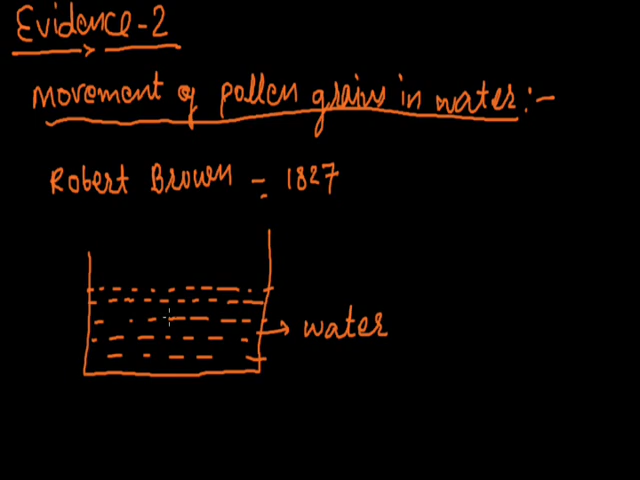 Evidence-2
Movement of pollen grains in water:-
Robert Brown - 1827
water